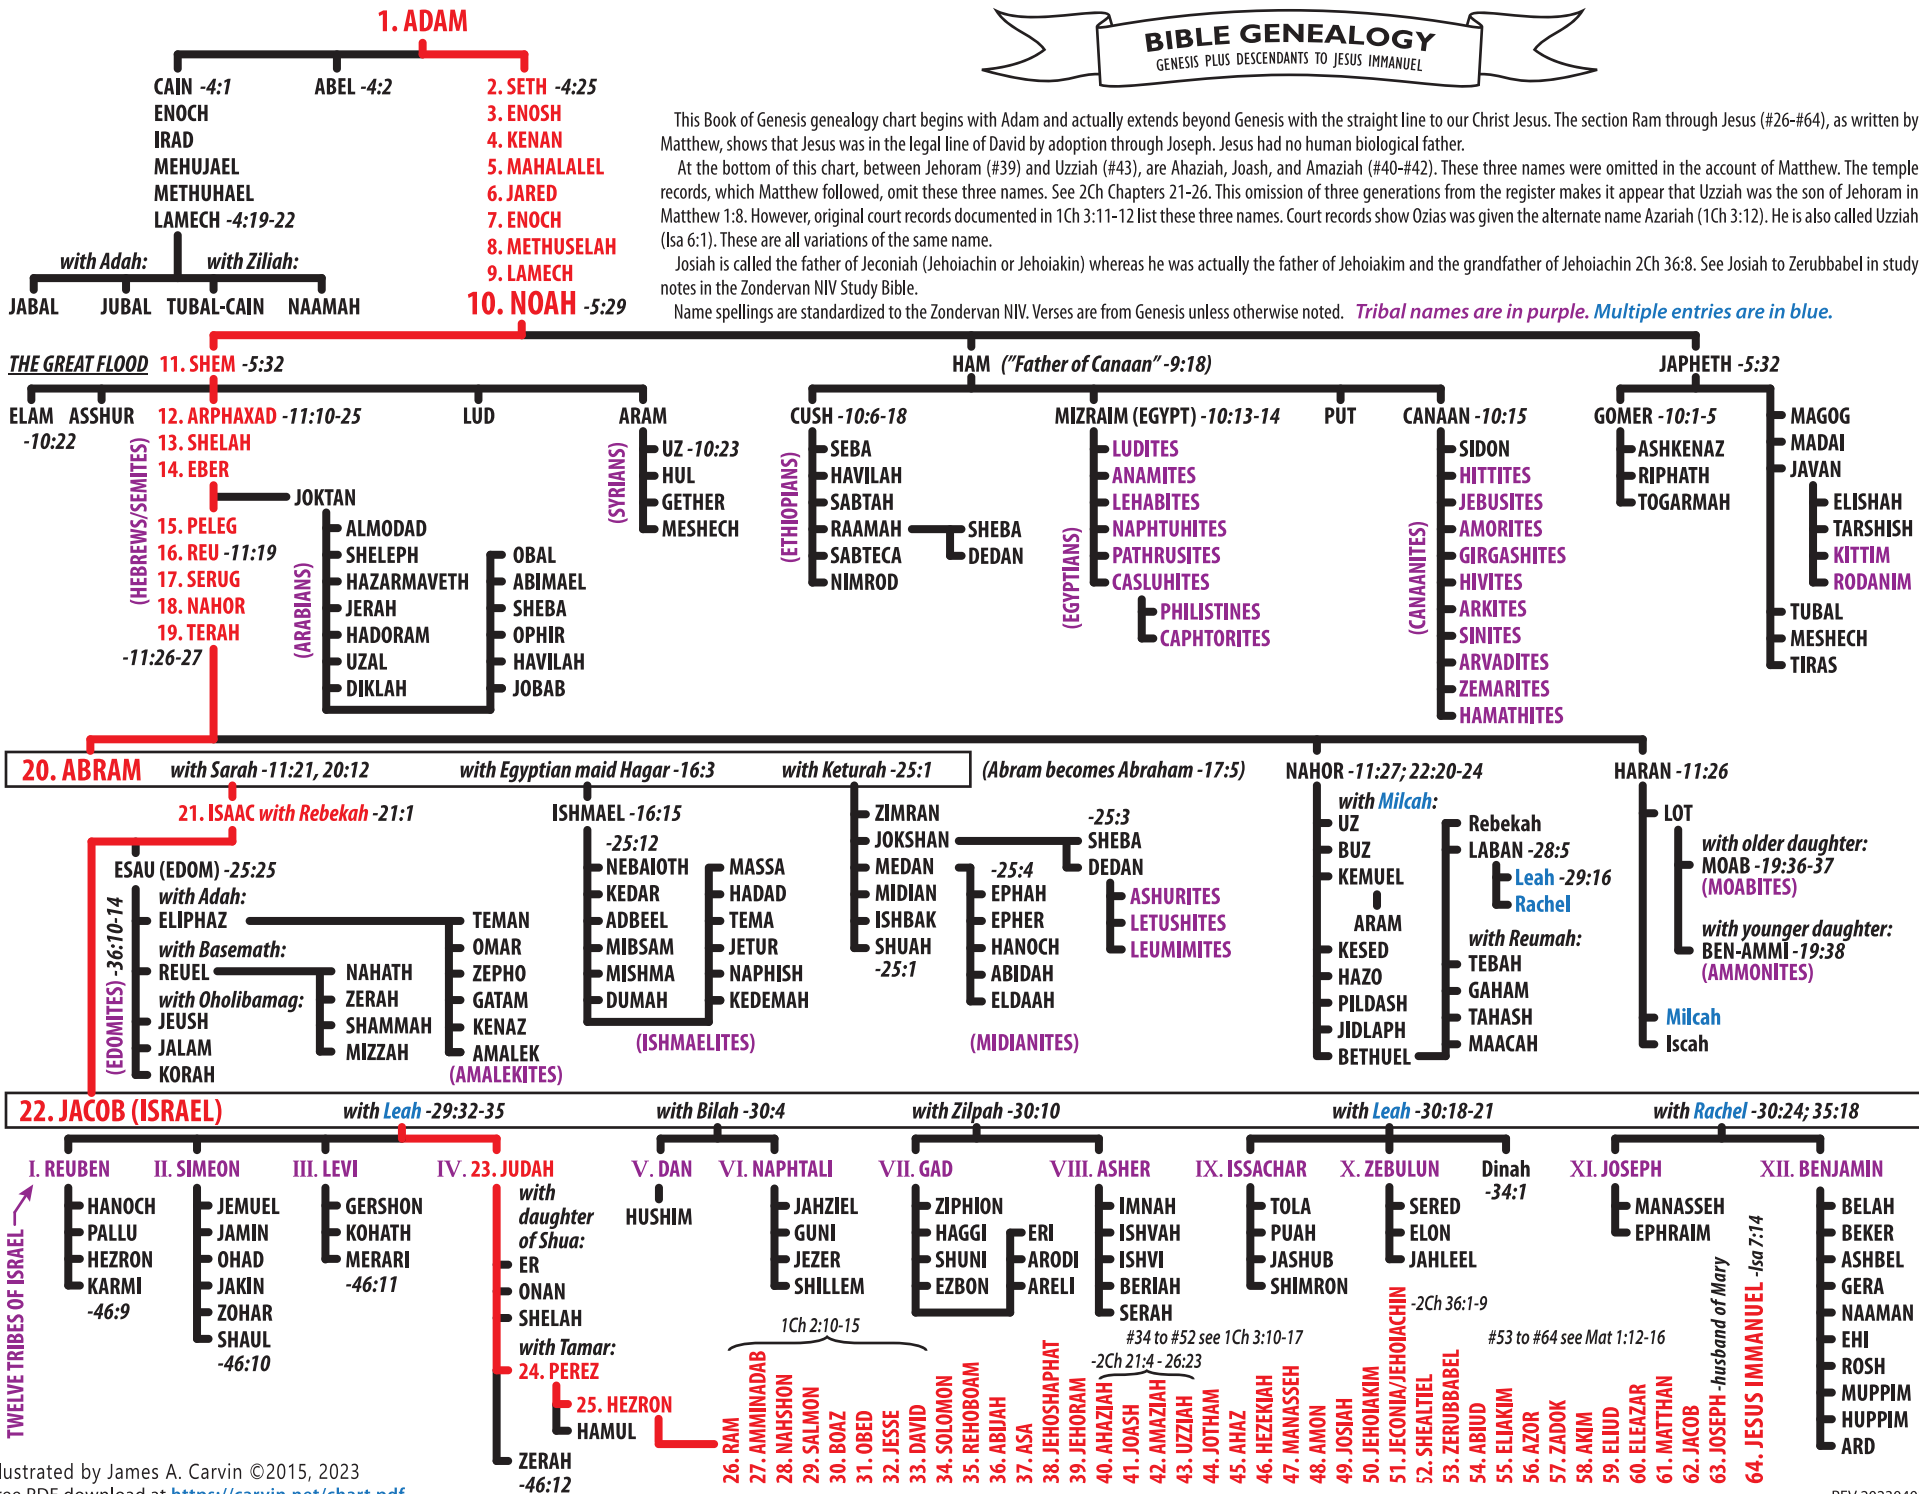 1. ADAM
BIBLE GENEALOGY
GENESIS PLUS DESCENDANTS TO JESUS IMMANUEL
CAIN -4:1
ENOCH
IRAD
MEHUJAEL
METHUHAEL
LAMECH -4:19-22
with Adah:
with Ziliah:
JABAL
JUBAL
TUBAL-CAIN
NAAMAH
ABEL -4:2
2. SETH -4:25
3. ENOSH
4. KENAN
5. MAHALALEL
6. JARED
7. ENOCH
8. METHUSELAH
9. LAMECH
10. NOAH -5:29
This Book of Genesis genealogy chart begins with Adam and actually extends beyond Genesis with the straight line to our Christ Jesus. The section Ram through Jesus (#26-#64), as written by
Matthew, shows that Jesus was in the legal line of David by adoption through Joseph. Jesus had no human biological father.
At the bottom of this chart, between Jehoram (#39) and Uzziah (#43), are Ahaziah, Joash, and Amaziah (#40-#42). These three names were omitted in the account of Matthew. The temple
records, which Matthew followed, omit these three names. See 2Ch Chapters 21-26. This omission of three generations from the register makes it appear that Uzziah was the son of Jehoram in
Matthew 1:8. However, original court records documented in 1Ch 3:11-12 list these three names. Court records show Ozias was given the alternate name Azariah (1Ch 3:12). He is also called Uzziah
(Isa 6:1). These are all variations of the same name.
Josiah is called the father of Jeconiah (Jehoiachin or Jehoiakin) whereas he was actually the father of Jehoiakim and the grandfather of Jehoiachin 2Ch 36:8. See Josiah to Zerubbabel in study
notes in the Zondervan NIV Study Bible.
Name spellings are standardized to the Zondervan NIV. Verses are from Genesis unless otherwise noted. Tribal names are in purple. Multiple entries are in blue.
THE GREAT FLOOD
11. SHEM -5:32
HAM ("Father of Canaan" -9:18)
JAPHETH -5:32
ELAM
-10:22
ASSHUR
12. ARPHAXAD -11:10-25
13. SHELAH
14. EBER
(HEBREWS/SEMITES)
JOKTAN
15. PELEG
16. REU -11:19
17. SERUG
18. NAHOR
19. TERAH
-11:26-27
(ARABIANS)
ALMODAD
SHELEPH
HAZARMAVETH
JERAH
HADORAM
UZAL
DIKLAH
OBAL
ABIMAEL
SHEBA
OPHIR
HAVILAH
JOBAB
LUD
ARAM
(SYRIANS)
UZ -10:23
HUL
GETHER
MESHECH
CUSH -10:6-18
(ETHIOPIANS)
SEBA
HAVILAH
SABTAH
RAAMAH
SABTECA
NIMROD
SHEBA
DEDAN
MIZRAIM (EGYPT) -10:13-14
(EGYPTIANS)
LUDITES
ANAMITES
LEHABITES
NAPHTUHITES
PATHRUSITES
CASLUHITES
PHILISTINES
CAPHTORITES
PUT
CANAAN -10:15
(CANAANITES)
SIDON
HITTITES
JEBUSITES
AMORITES
GIRGASHITES
HIVITES
ARKITES
SINITES
ARVADITES
ZEMARITES
HAMATHITES
GOMER -10:1-5
ASHKENAZ
RIPHATH
TOGARMAH
MAGOG
MADAI
JAVAN
ELISHAH
TARSHISH
KITTIM
RODANIM
TUBAL
MESHECH
TIRAS
20. ABRAM
with Sarah -11:21, 20:12
with Egyptian maid Hagar -16:3
with Keturah -25:1
(Abram becomes Abraham -17:5)
NAHOR -11:27; 22:20-24
HARAN -11:26
21. ISAAC with Rebekah -21:1
ESAU (EDOM) -25:25
(EDOMITES) -36:10-14
with Adah:
ELIPHAZ
with Basemath:
REUEL
with Oholibamag:
JEUSH
JALAM
KORAH
NAHATH
ZERAH
SHAMMAH
MIZZAH
TEMAN
OMAR
ZEPHO
GATAM
KENAZ
AMALEK
(AMALEKITES)
ISHMAEL -16:15
-25:12
NEBAIOTH
KEDAR
ADBEEL
MIBSAM
MISHMA
DUMAH
MASSA
HADAD
TEMA
JETUR
NAPHISH
KEDEMAH
(ISHMAELITES)
ZIMRAN
JOKSHAN
MEDAN
MIDIAN
ISHBAK
SHUAH
-25:1
-25:4
EPHAH
EPHER
HANOCH
ABIDAH
ELDAAH
(MIDIANITES)
-25:3
SHEBA
DEDAN
ASHURITES
LETUSHITES
LEUMIMITES
with Milcah:
UZ
BUZ
KEMUEL
ARAM
KESED
HAZO
PILDASH
JIDLAPH
BETHUEL
Rebekah
LABAN -28:5
Leah -29:16
Rachel
with Reumah:
TEBAH
GAHAM
TAHASH
MAACAH
LOT
with older daughter:
MOAB -19:36-37
(MOABITES)
with younger daughter:
BEN-AMMI -19:38
(AMMONITES)
Milcah
Iscah
22. JACOB (ISRAEL)
with Leah -29:32-35
with Bilah -30:4
with Zilpah -30:10
with Leah -30:18-21
with Rachel -30:24; 35:18
TWELVE TRIBES OF ISRAEL
I. REUBEN
HANOCH
PALLU
HEZRON
KARMI
-46:9
II. SIMEON
JEMUEL
JAMIN
OHAD
JAKIN
ZOHAR
SHAUL
-46:10
III. LEVI
GERSHON
KOHATH
MERARI
-46:11
IV. 23. JUDAH
with
daughter
of Shua:
ER
ONAN
SHELAH
with Tamar:
24. PEREZ
25. HEZRON
HAMUL
ZERAH
-46:12
V. DAN
HUSHIM
VI. NAPHTALI
JAHZIEL
GUNI
JEZER
SHILLEM
VII. GAD
ZIPHION
HAGGI
SHUNI
EZBON
ERI
ARODI
ARELI
VIII. ASHER
IMNAH
ISHVAH
ISHVI
BERIAH
SERAH
IX. ISSACHAR
TOLA
PUAH
JASHUB
SHIMRON
X. ZEBULUN
SERED
ELON
JAHLEEL
Dinah
-34:1
XI. JOSEPH
MANASSEH
EPHRAIM
XII. BENJAMIN
BELAH
BEKER
ASHBEL
GERA
NAAMAN
EHI
ROSH
MUPPIM
HUPPIM
ARD
1Ch 2:10-15
#34 to #52 see 1Ch 3:10-17
-2Ch 21:4 - 26:23
-2Ch 36:1-9
#53 to #64 see Mat 1:12-16
26. RAM
27. AMMINADAB
28. NAHSHON
29. SALMON
30. BOAZ
31. OBED
32. JESSE
33. DAVID
34. SOLOMON
35. REHOBOAM
36. ABIJAH
37. ASA
38. JEHOSHAPHAT
39. JEHORAM
40. AHAZIAH
41. JOASH
42. AMAZIAH
43. UZZIAH
44. JOTHAM
45. AHAZ
46. HEZEKIAH
47. MANASSEH
48. AMON
49. JOSIAH
50. JEHOIAKIM
51. JECONIA/JEHOIACHIN
52. SHEALTIEL
53. ZERUBBABEL
54. ABIUD
55. ELIAKIM
56. AZOR
57. ZADOK
58. AKIM
59. ELIUD
60. ELEAZAR
61. MATTHAN
62. JACOB
63. JOSEPH -husband of Mary
64. JESUS IMMANUEL -Isa 7:14
lustrated by James A. Carvin ©2015, 2023
ree PDF download at https://carvin.net/chart.pdf